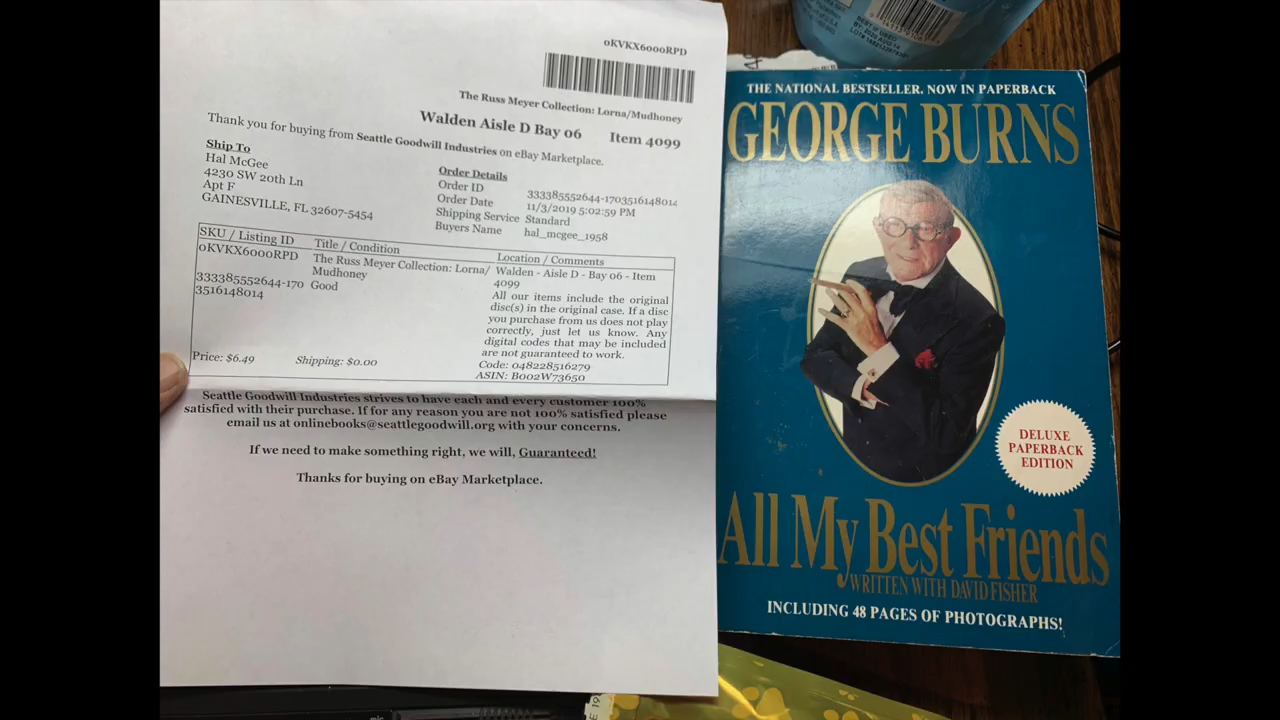 oKVKX6000RPD
The Russ Meyer Collection: Lorna/Mudhoney
Walden Aisle D Bay 06 Item 4099
Thank you for buying from Seattle Goodwill Industries on eBay Marketplace.
Ship To
Hal McGee
4230 SW 20th Ln
Apt F
GAINESVILLE, FL 32607-5454
Order Details
Order ID 333385552644-1703516148014
Order Date 11/3/2019 5:02:59 PM
Shipping Service Standard
Buyers Name hal_mcgee_1958
SKU / Listing ID Title / Condition Location / Comments
oKVKX6000RPD
333385552644-170
3516148014
The Russ Meyer Collection: Lorna/
Mudhoney
Good
Walden - Aisle D - Bay 06 - Item
4099
All our items include the original
disc(s) in the original case. If a disc
you purchase from us does not play
correctly, just let us know. Any
digital codes that may be included
are not guaranteed to work.
Code: 048228516279
ASIN: B002W73650
Price: $6.49 Shipping: $0.00
Seattle Goodwill Industries strives to have each and every customer 100%
satisfied with their purchase. If for any reason you are not 100% satisfied please
email us at onlinebooks@seattlegoodwill.org with your concerns.
If we need to make something right, we will, Guaranteed!
Thanks for buying on eBay Marketplace.
THE NATIONAL BESTSELLER, NOW IN PAPERBACK
GEORGE BURNS
DELUXE
PAPERBACK
EDITION
All My Best Friends
WRITTEN WITH DAVID FISHER
INCLUDING 48 PAGES OF PHOTOGRAPHS!
BEST IF USED